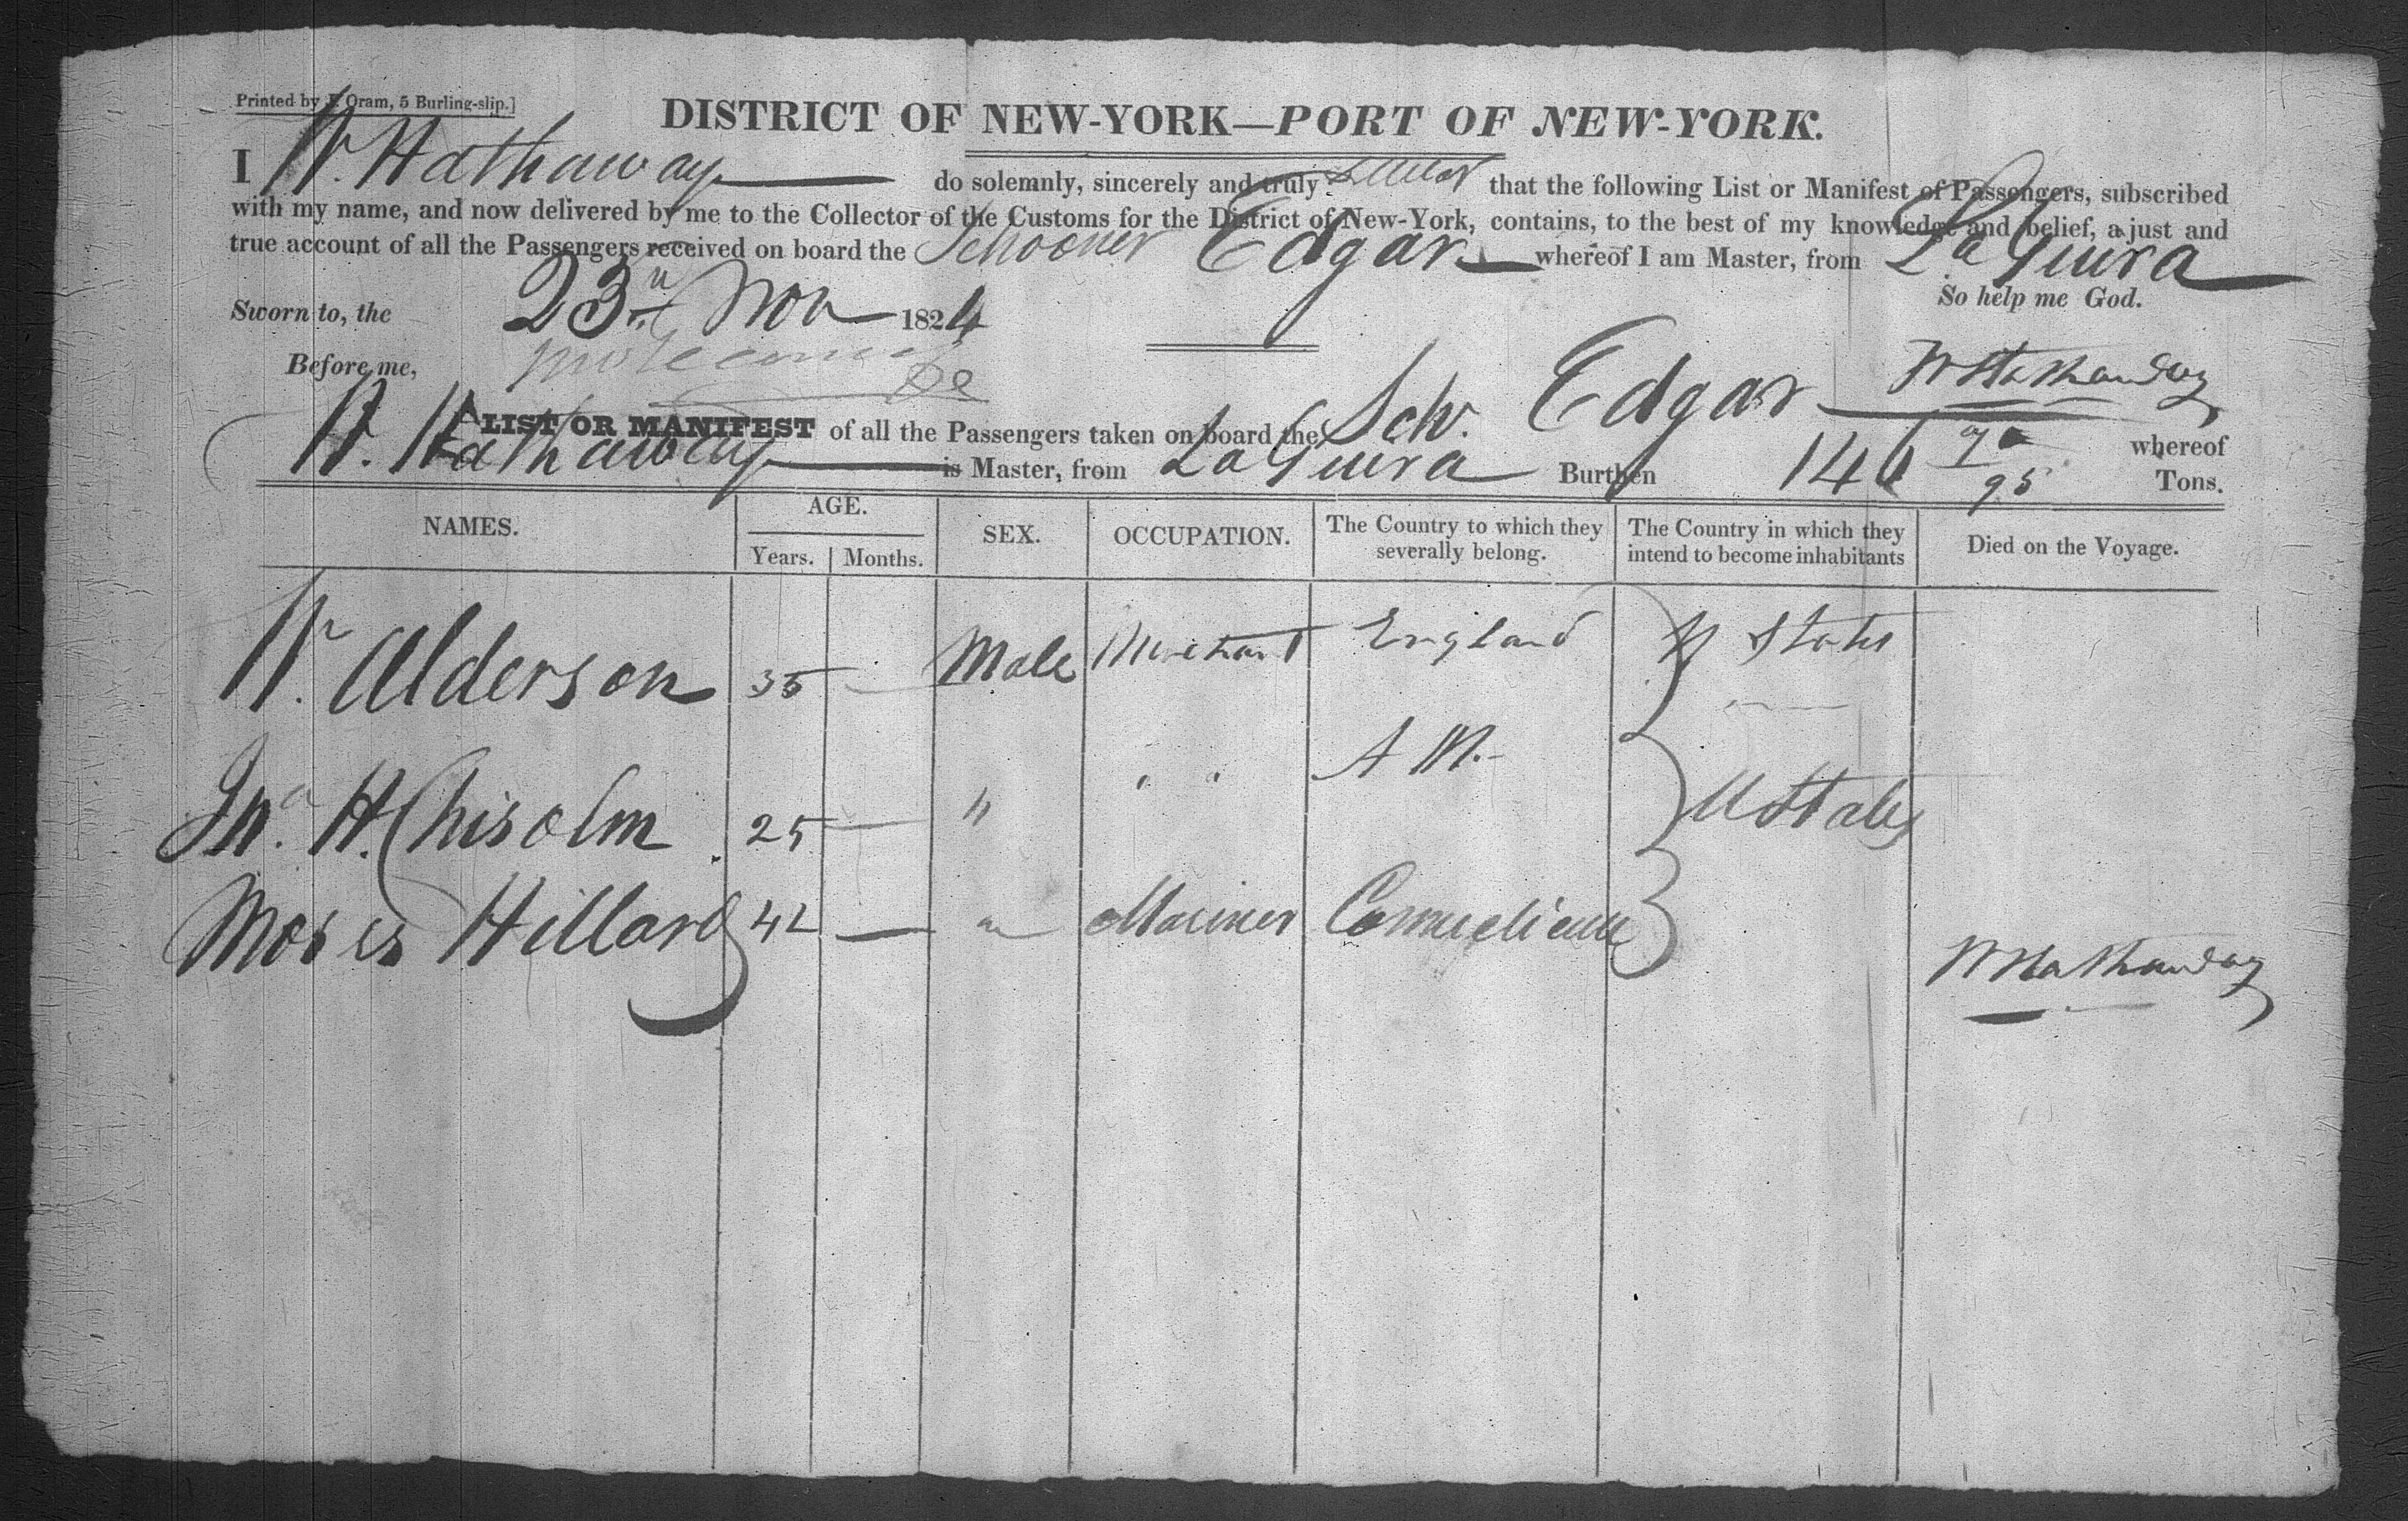 Printed by J. Oram, 5 Burling-slip.]
DISTRICT OF NEW-YORK—PORT OF NEW-YORK.
I W. Hathaway do solemnly, sincerely and truly swear that the following List or Manifest of Passengers, subscribed
with my name, and now delivered by me to the Collector of the Customs for the District of New-York, contains, to the best of my knowledge and belief, a just and
true account of all the Passengers received on board the Schooner Edgar whereof I am Master, from La Guira
So help me God.
Sworn to, the 23rd Nov 1824
Before me,
W Hathaway
LIST OR MANIFEST of all the Passengers taken on board the Schr. Edgar whereof
W. Hathaway is Master, from La Guira Burthen 146 70/95 Tons.
NAMES. AGE. SEX. OCCUPATION. The Country to which they severally belong. The Country in which they intend to become inhabitants Died on the Voyage.
Years. Months.
Wm Alderson 35 — Male Merchant England U States
Jno. H. Chisolm 25 — " " " A M. U States
Moses Hillard 42 — " Mariner Connecticut
W Hathaway